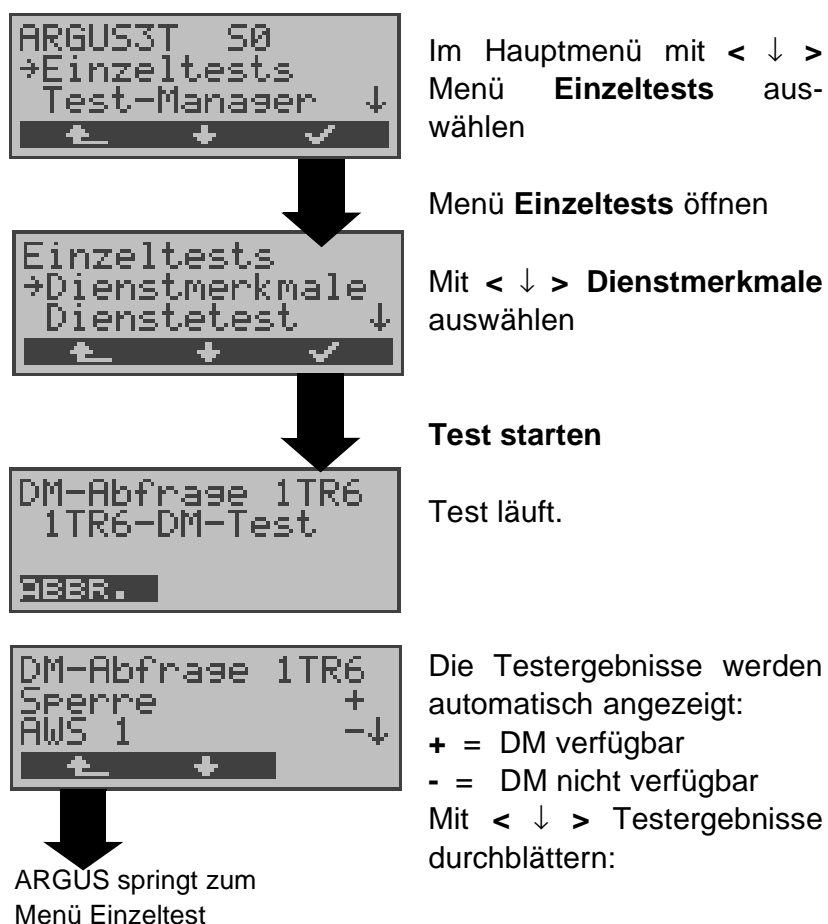 ARGUS3T S0
→Einzeltests
Test-Manager ↓
Im Hauptmenü mit < ↓ >
Menü Einzeltests aus-
wählen
Menü Einzeltests öffnen
Einzeltests
→Dienstmerkmale
Dienstetest ↓
Mit < ↓ > Dienstmerkmale
auswählen
Test starten
DM-Abfrage 1TR6
1TR6-DM-Test
ABBR.
Test läuft.
DM-Abfrage 1TR6
Sperre +
AWS 1 -↓
Die Testergebnisse werden
automatisch angezeigt:
+ = DM verfügbar
- = DM nicht verfügbar
Mit < ↓ > Testergebnisse
durchblättern:
ARGUS springt zum
Menü Einzeltest